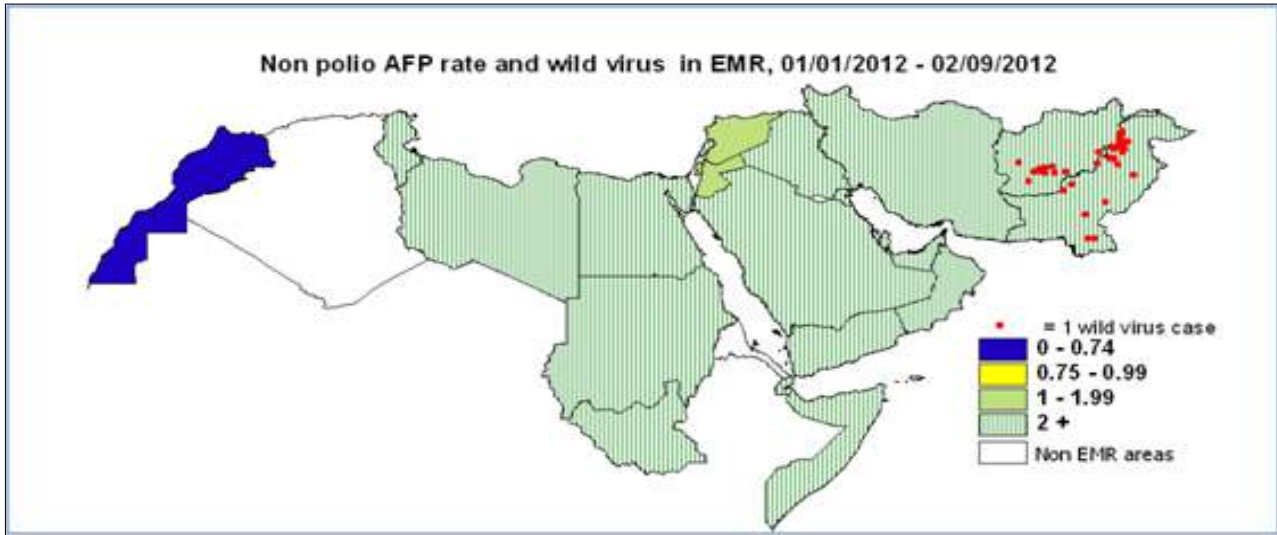 Non polio AFP rate and wild virus in EMR, 01/01/2012 - 02/09/2012
= 1 wild virus case
0 - 0.74
0.75 - 0.99
1 - 1.99
2 +
Non EMR areas